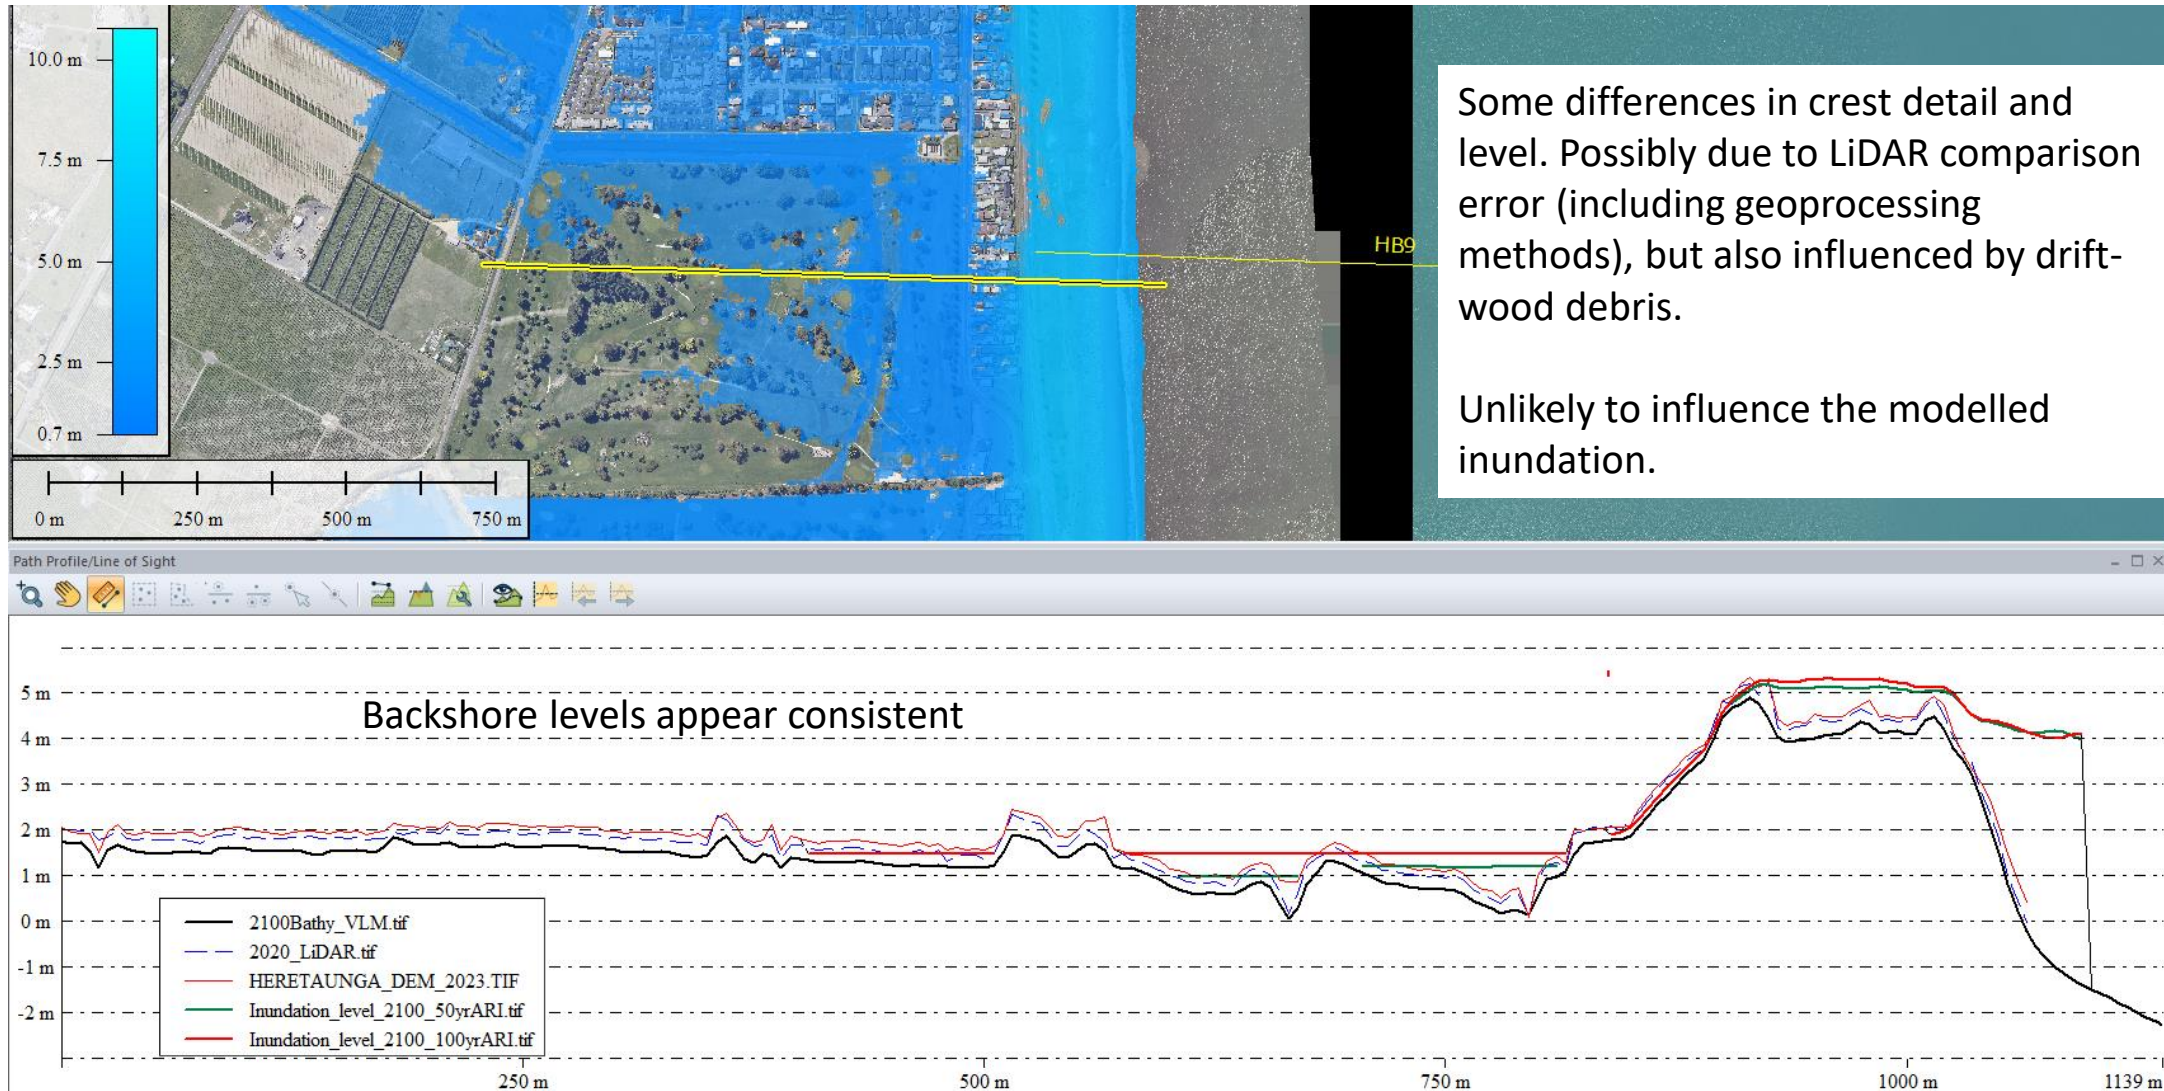 10.0 m
7.5 m
5.0 m
2.5 m
0.7 m
0 m 250 m 500 m 750 m
HB9
Some differences in crest detail and
level. Possibly due to LiDAR comparison
error (including geoprocessing
methods), but also influenced by drift-
wood debris.
Unlikely to influence the modelled
inundation.
Path Profile/Line of Sight
Backshore levels appear consistent
5 m
4 m
3 m
2 m
1 m
0 m
-1 m
-2 m
2100Bathy_VLM.tif
2020_LiDAR.tif
HERETAUNGA_DEM_2023.TIF
Inundation_level_2100_50yrARI.tif
Inundation_level_2100_100yrARI.tif
250 m 500 m 750 m 1000 m 1139 m